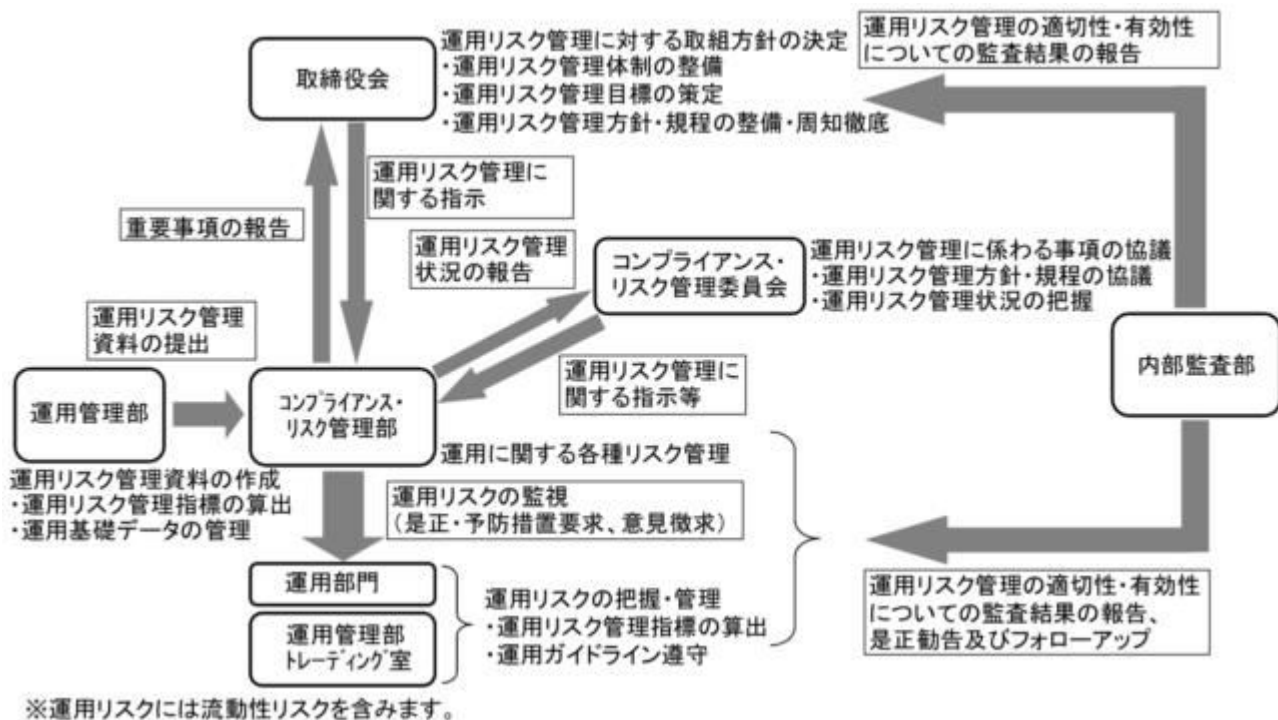 取締役会
運用リスク管理に対する取組方針の決定
・運用リスク管理体制の整備
・運用リスク管理目標の策定
・運用リスク管理方針・規程の整備・周知徹底
運用リスク管理の適切性・有効性
についての監査結果の報告
運用リスク管理に
関する指示
重要事項の報告
運用リスク管理
状況の報告
コンプライアンス・
リスク管理委員会
運用リスク管理に係わる事項の協議
・運用リスク管理方針・規程の協議
・運用リスク管理状況の把握
運用リスク管理
資料の提出
内部監査部
運用リスク管理に
関する指示等
運用管理部
コンプライアンス・
リスク管理部
運用に関する各種リスク管理
運用リスク管理資料の作成
・運用リスク管理指標の算出
・運用基礎データの管理
運用リスクの監視
(是正・予防措置要求、意見徴求)
運用部門
運用管理部
トレーディング室
運用リスクの把握・管理
・運用リスク管理指標の算出
・運用ガイドライン遵守
運用リスク管理の適切性・有効性
についての監査結果の報告、
是正勧告及びフォローアップ
※運用リスクには流動性リスクを含みます。